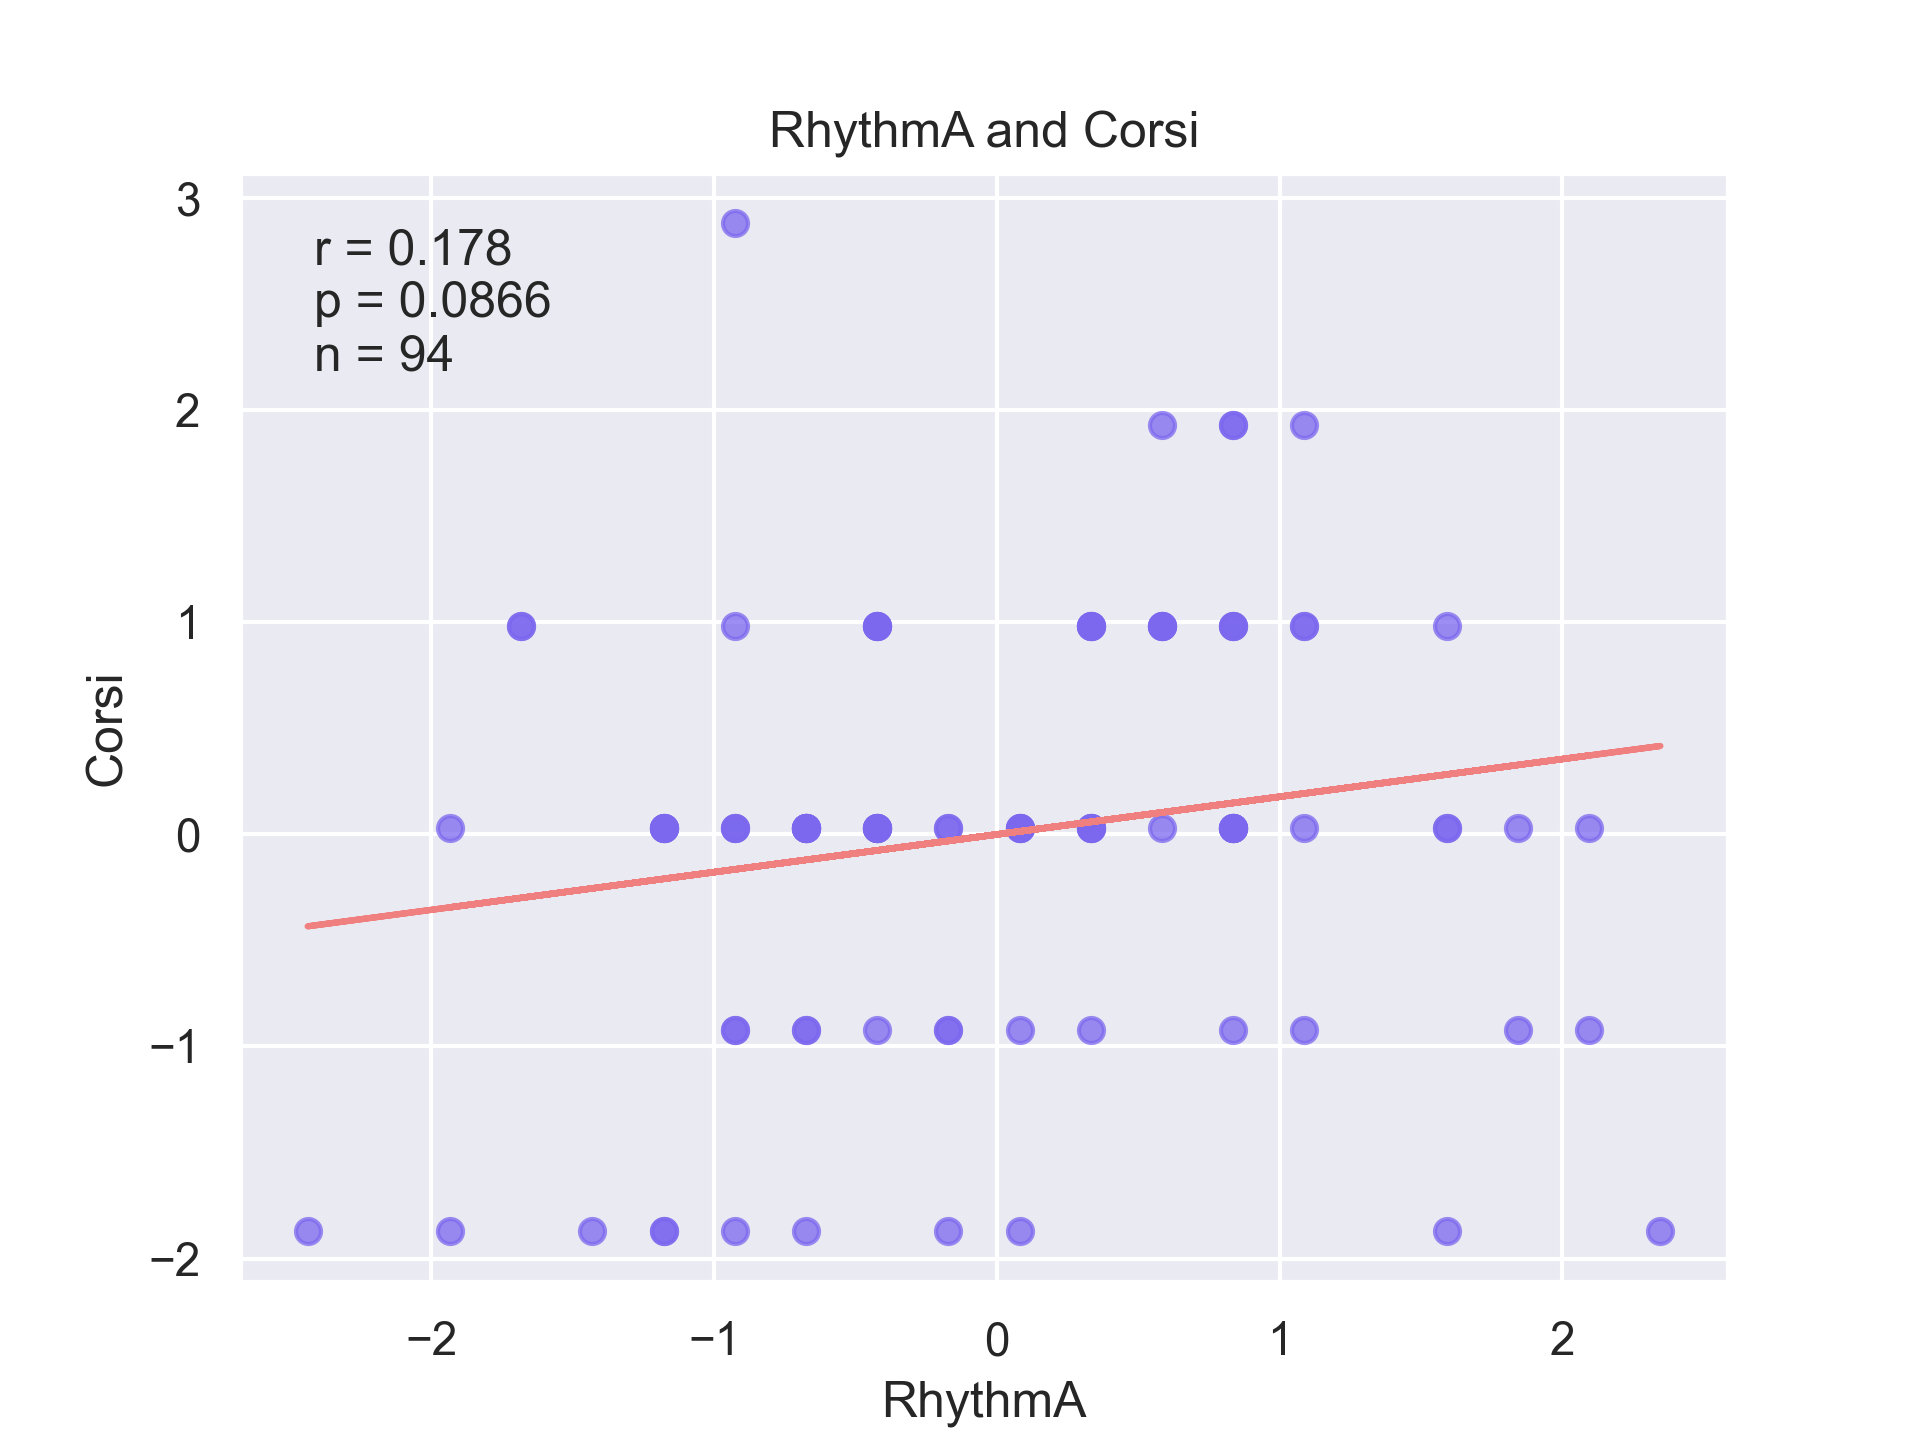 RhythmA and Corsi
r = 0.178
p = 0.0866
n = 94
3
2
1
0
−1
−2
Corsi
−2 −1 0 1 2
RhythmA